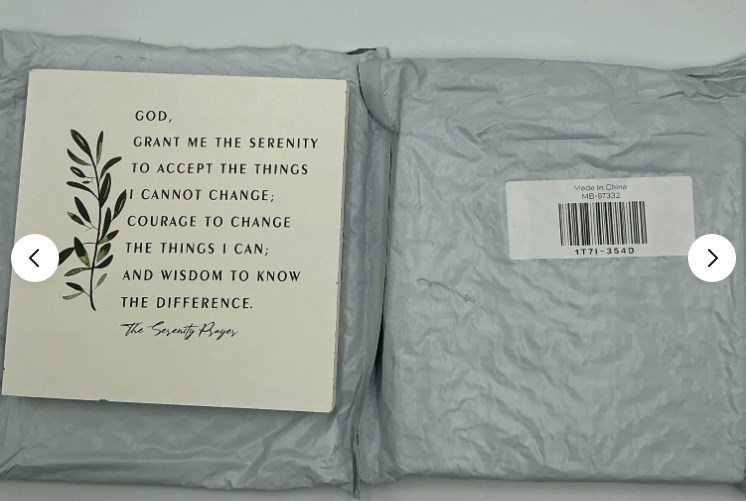 GOD,
GRANT ME THE SERENITY
TO ACCEPT THE THINGS
I CANNOT CHANGE;
COURAGE TO CHANGE
THE THINGS I CAN;
AND WISDOM TO KNOW
THE DIFFERENCE.
The Serenity Prayer
Made In China
MB-97332
1T7I-354D